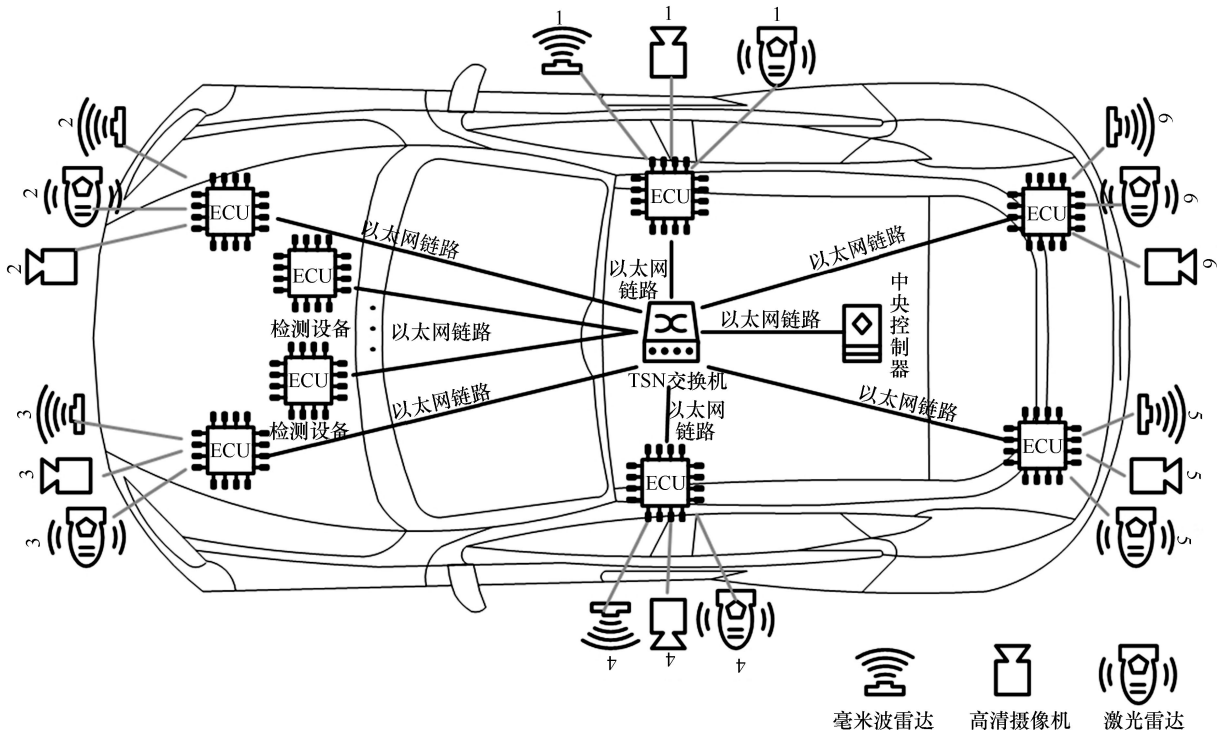 1
1
1
2
2
2
ECU
ECU
ECU
6
6
6
以太网链路
以太网
链路
以太网链路
ECU
检测设备
以太网链路
以太网链路
中央控制器
ECU
检测设备
TSN交换机
以太网链路
以太网
链路
以太网链路
3
3
3
ECU
ECU
ECU
5
5
5
4
4
4
毫米波雷达
高清摄像机
激光雷达